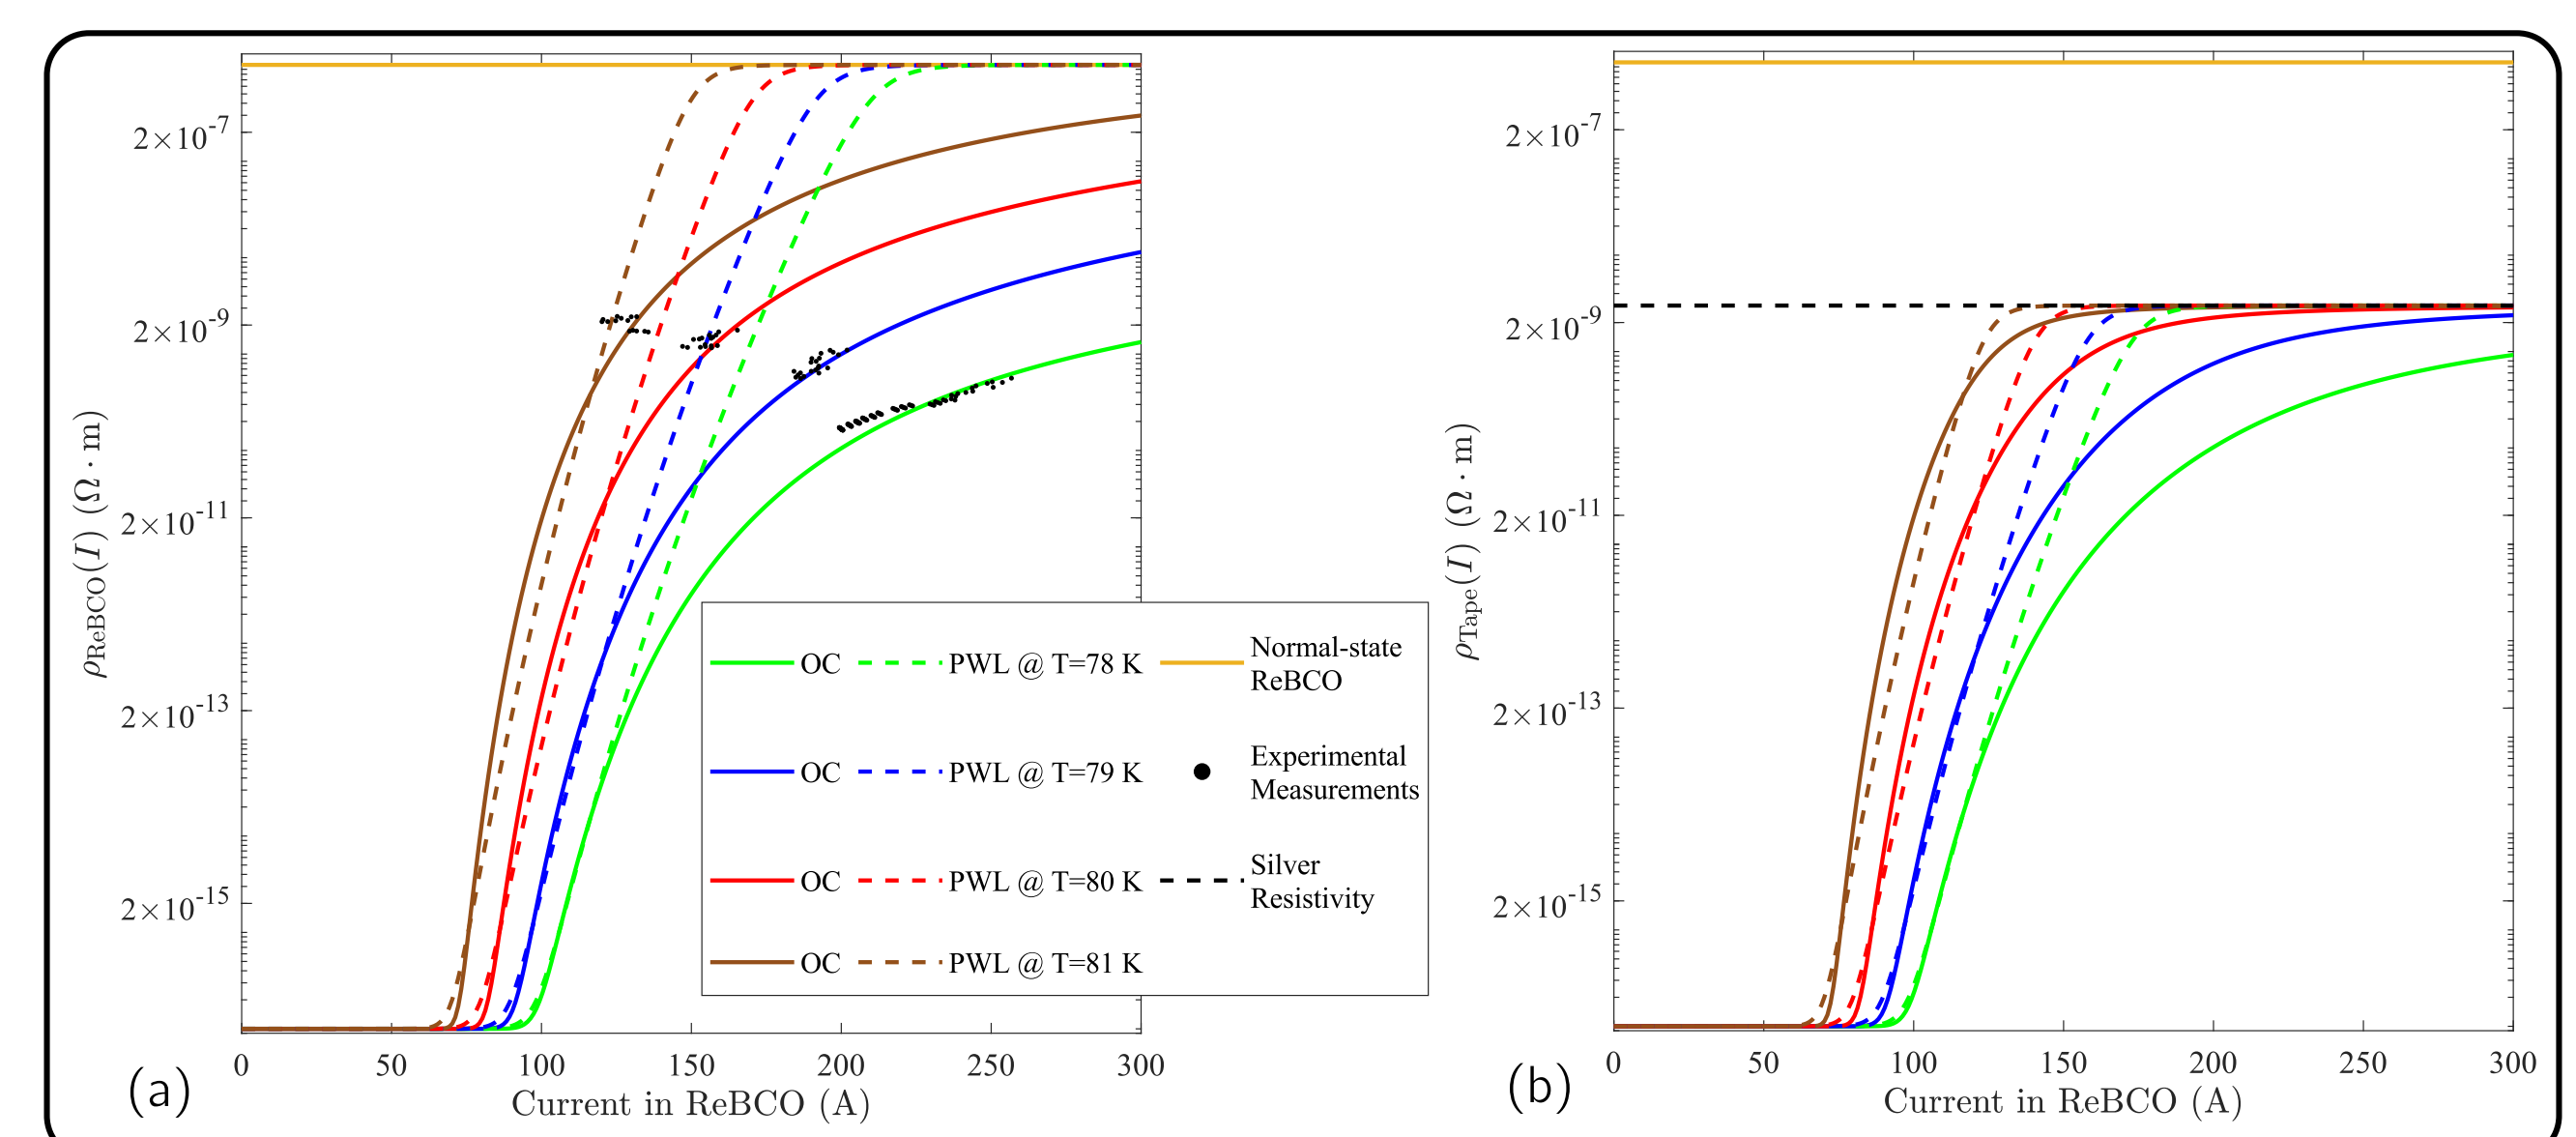 2×10⁻⁷
2×10⁻⁹
2×10⁻¹¹
2×10⁻¹³
2×10⁻¹⁵
ρReBCO(I) (Ω · m)
0 50 100 150 200 250 300
Current in ReBCO (A)
(a)
OC PWL @ T=78 K Normal-state ReBCO
OC PWL @ T=79 K Experimental Measurements
OC PWL @ T=80 K Silver Resistivity
OC PWL @ T=81 K
2×10⁻⁷
2×10⁻⁹
2×10⁻¹¹
2×10⁻¹³
2×10⁻¹⁵
ρTape(I) (Ω · m)
0 50 100 150 200 250 300
Current in ReBCO (A)
(b)